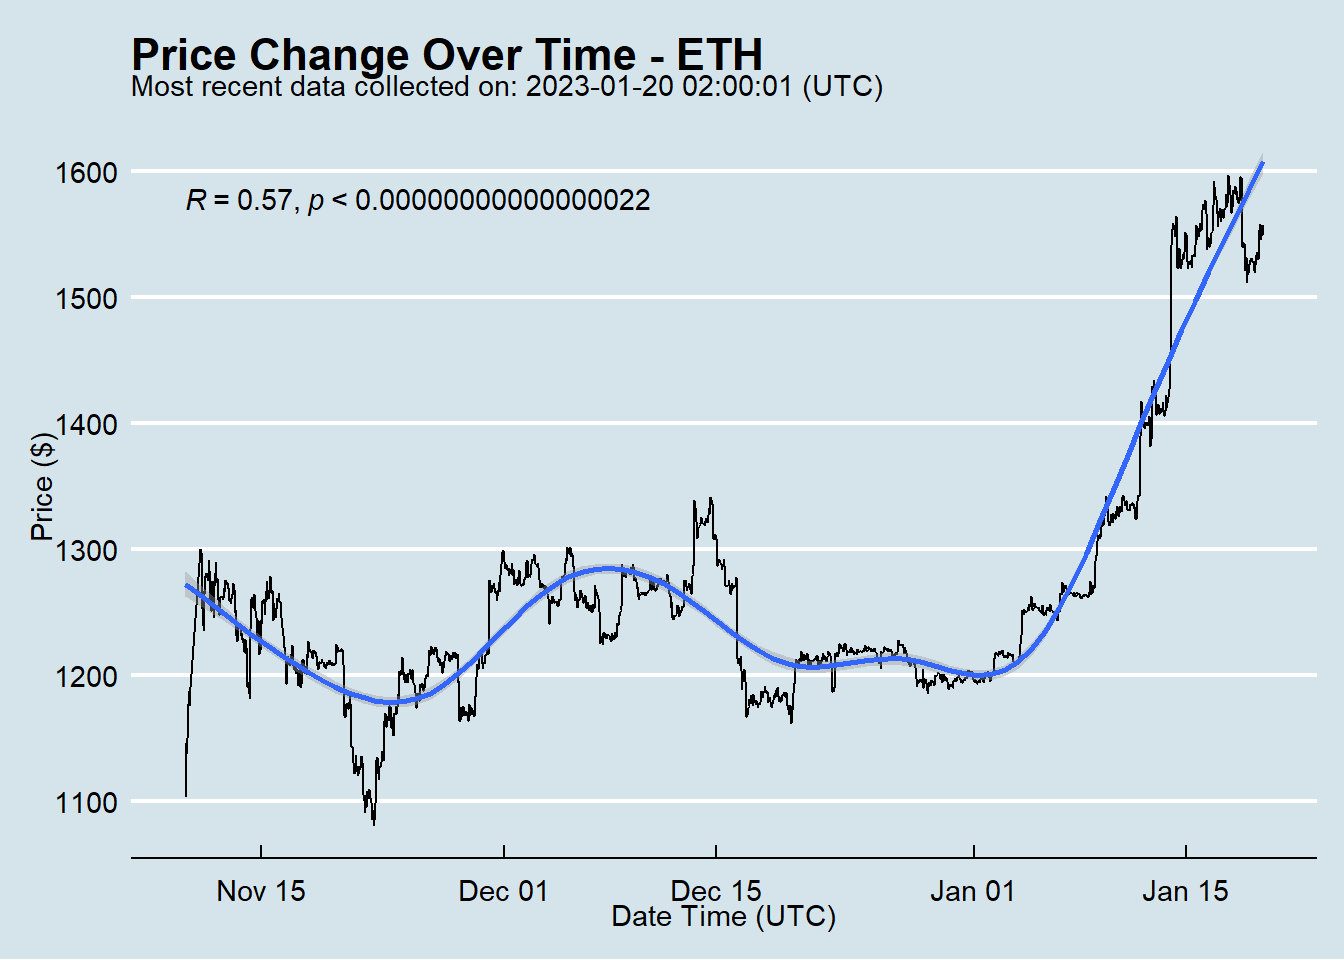 Price Change Over Time - ETH
Most recent data collected on: 2023-01-20 02:00:01 (UTC)
R = 0.57, p < 0.00000000000000022
1600
1500
1400
1300
1200
1100
Price ($)
Nov 15 Dec 01 Dec 15 Jan 01 Jan 15
Date Time (UTC)